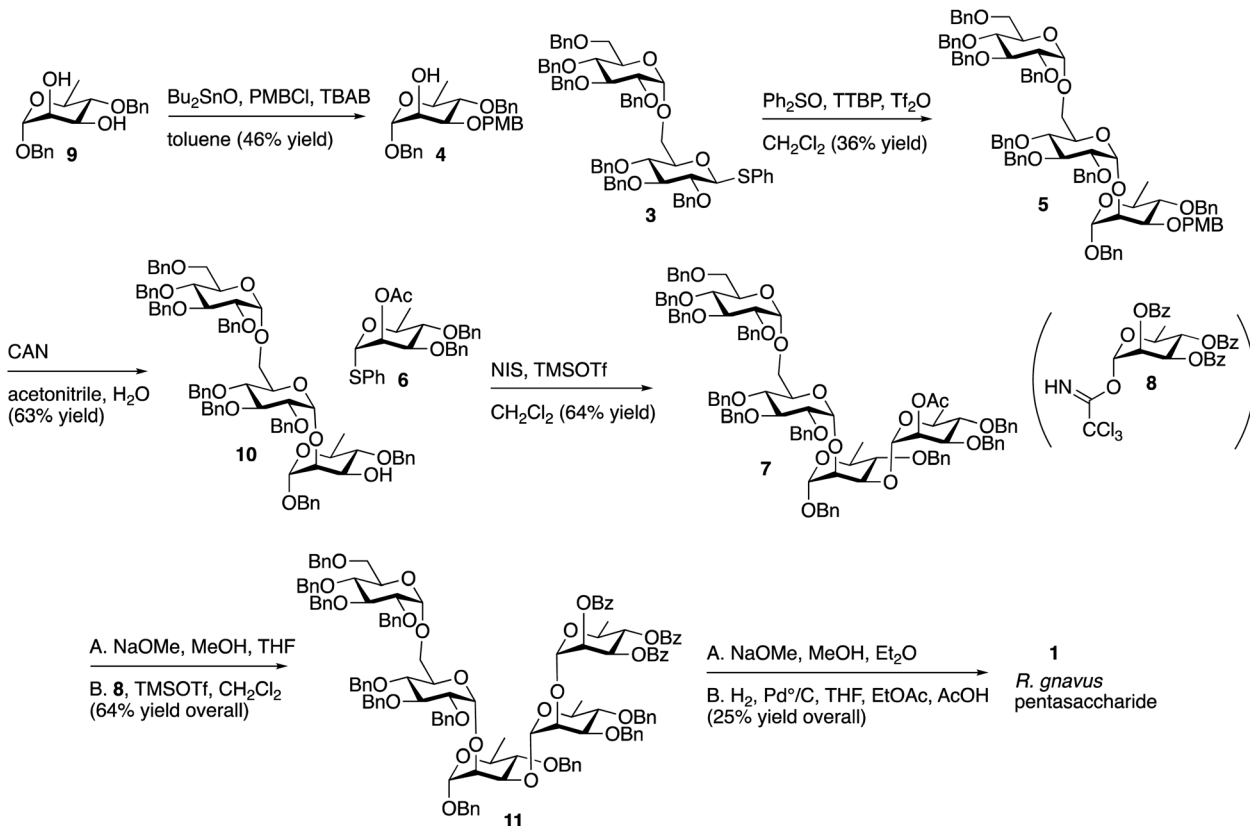 OH
OBn
OH
O
OBn
9
Bu2SnO, PMBCl, TBAB
toluene (46% yield)
OH
O
OBn
OPMB
OBn
4
BnO
BnO
BnO
O
BnO
O
BnO
BnO
O
SPh
BnO
3
Ph2SO, TTBP, Tf2O
CH2Cl2 (36% yield)
BnO
BnO
BnO
O
BnO
O
BnO
BnO
O
BnO
O
O
OBn
OPMB
OBn
5
CAN
acetonitrile, H2O
(63% yield)
BnO
BnO
BnO
O
BnO
O
BnO
BnO
O
BnO
O
O
OBn
OH
OBn
10
OAc
O
OBn
OBn
SPh
6
NIS, TMSOTf
CH2Cl2 (64% yield)
BnO
BnO
BnO
O
BnO
O
BnO
BnO
O
BnO
O
OAc
O
OBn
OBn
O
OBn
O
OBn
7
OBz
O
OBz
OBz
O
HN
CCl3
8
A. NaOMe, MeOH, THF
B. 8, TMSOTf, CH2Cl2
(64% yield overall)
BnO
BnO
BnO
O
BnO
O
BnO
BnO
O
BnO
O
OBz
O
OBz
OBz
O
O
OBn
OBn
O
OBn
O
OBn
11
A. NaOMe, MeOH, Et2O
B. H2, Pd°/C, THF, EtOAc, AcOH
(25% yield overall)
1
R. gnavus
pentasaccharide